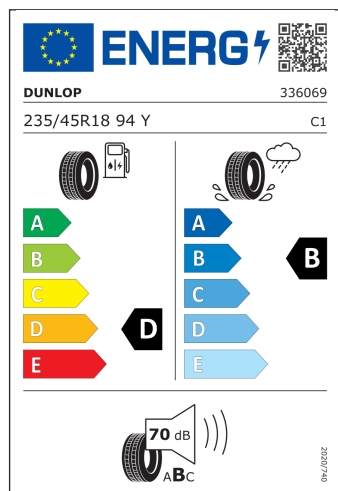 ENERG
DUNLOP 336069
235/45R18 94 Y C1
A
B
C
D
E
D
A
B
C
D
E
B
70 dB
ABC
2020/740